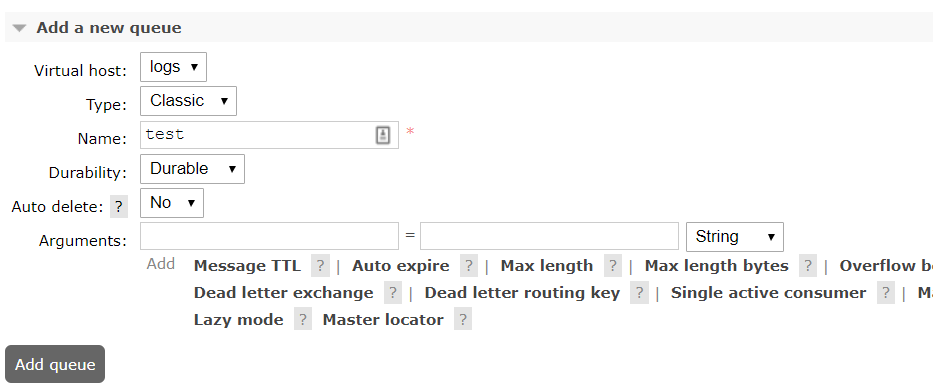 Add a new queue
Virtual host: logs
Type: Classic
Name: test *
Durability: Durable
Auto delete: ? No
Arguments: = String
Add Message TTL ? | Auto expire ? | Max length ? | Max length bytes ? | Overflow
Dead letter exchange ? | Dead letter routing key ? | Single active consumer ? |
Lazy mode ? Master locator ?
Add queue